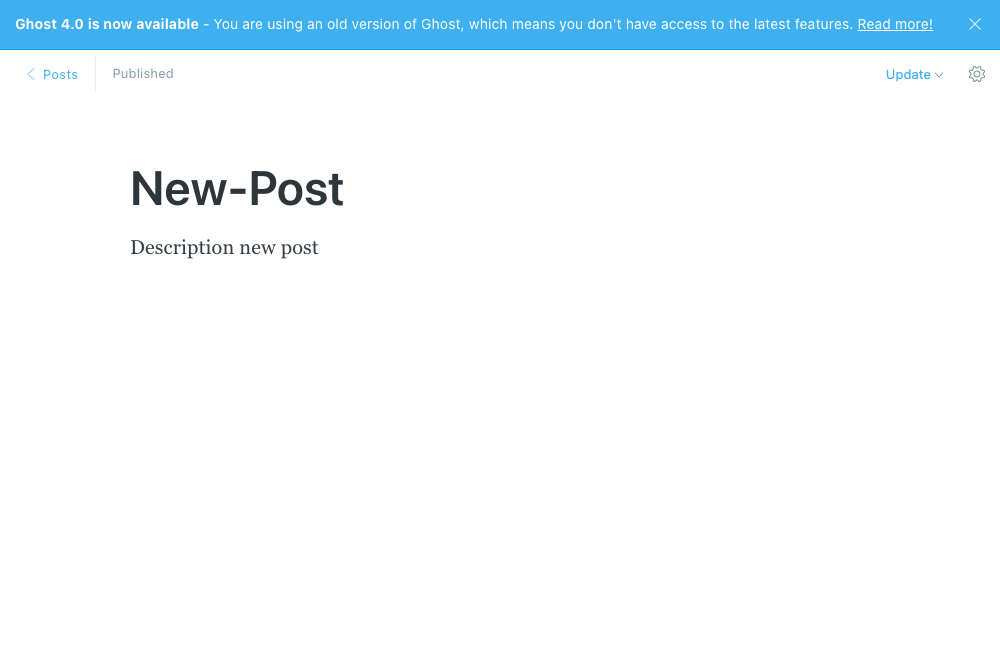 Ghost 4.0 is now available - You are using an old version of Ghost, which means you don't have access to the latest features. Read more!
Posts
Published
Update
New-Post
Description new post